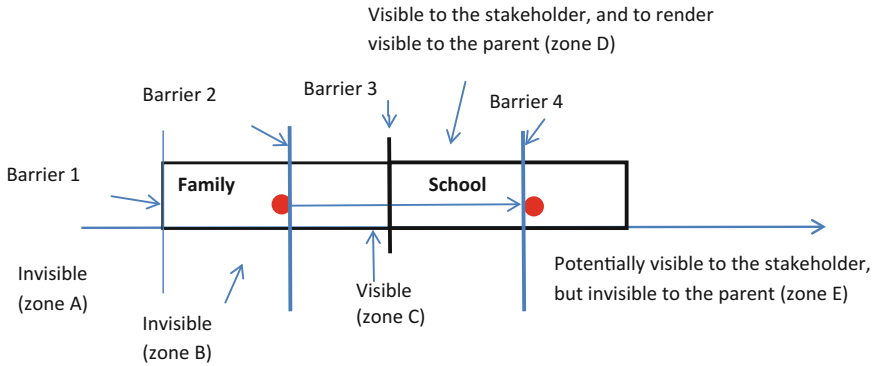 Visible to the stakeholder, and to render
visible to the parent (zone D)
Barrier 2
Barrier 3
Barrier 4
Barrier 1
Family
School
Invisible
(zone A)
Invisible
(zone B)
Visible
(zone C)
Potentially visible to the stakeholder,
but invisible to the parent (zone E)